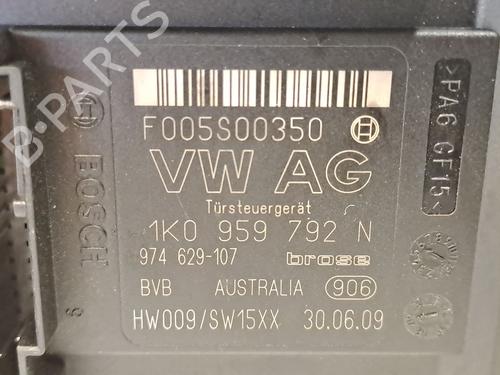 B-PARTS
F005S00350
VW AG
Türsteuergerät
1K0 959 792 N
974 629-107 brose
BVB AUSTRALIA 906
HW009/SW15XX 30.06.09
BOSCH
>PA6 GF15<